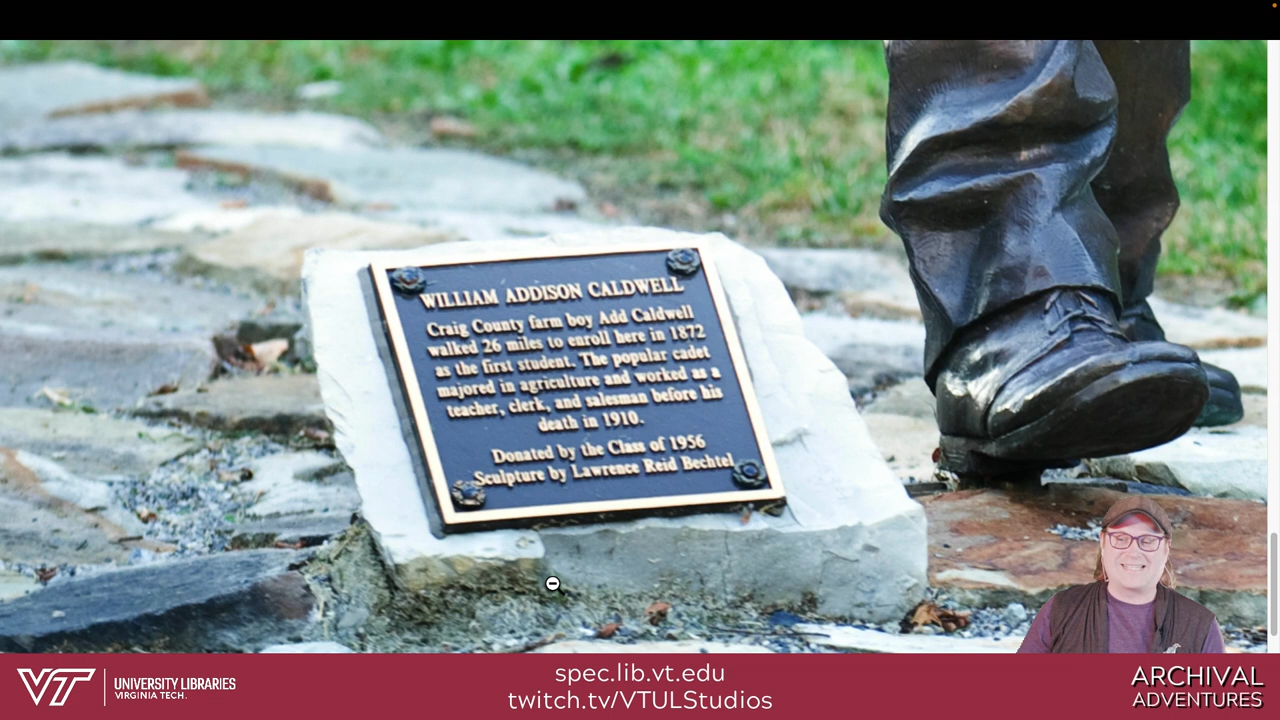 WILLIAM ADDISON CALDWELL
Craig County farm boy Add Caldwell
walked 26 miles to enroll here in 1872
as the first student. The popular cadet
majored in agriculture and worked as a
teacher, clerk, and salesman before his
death in 1910.
Donated by the Class of 1956
Sculpture by Lawrence Reid Bechtel
VT
UNIVERSITY LIBRARIES
VIRGINIA TECH.
spec.lib.vt.edu
twitch.tv/VTULStudios
ARCHIVAL
ADVENTURES